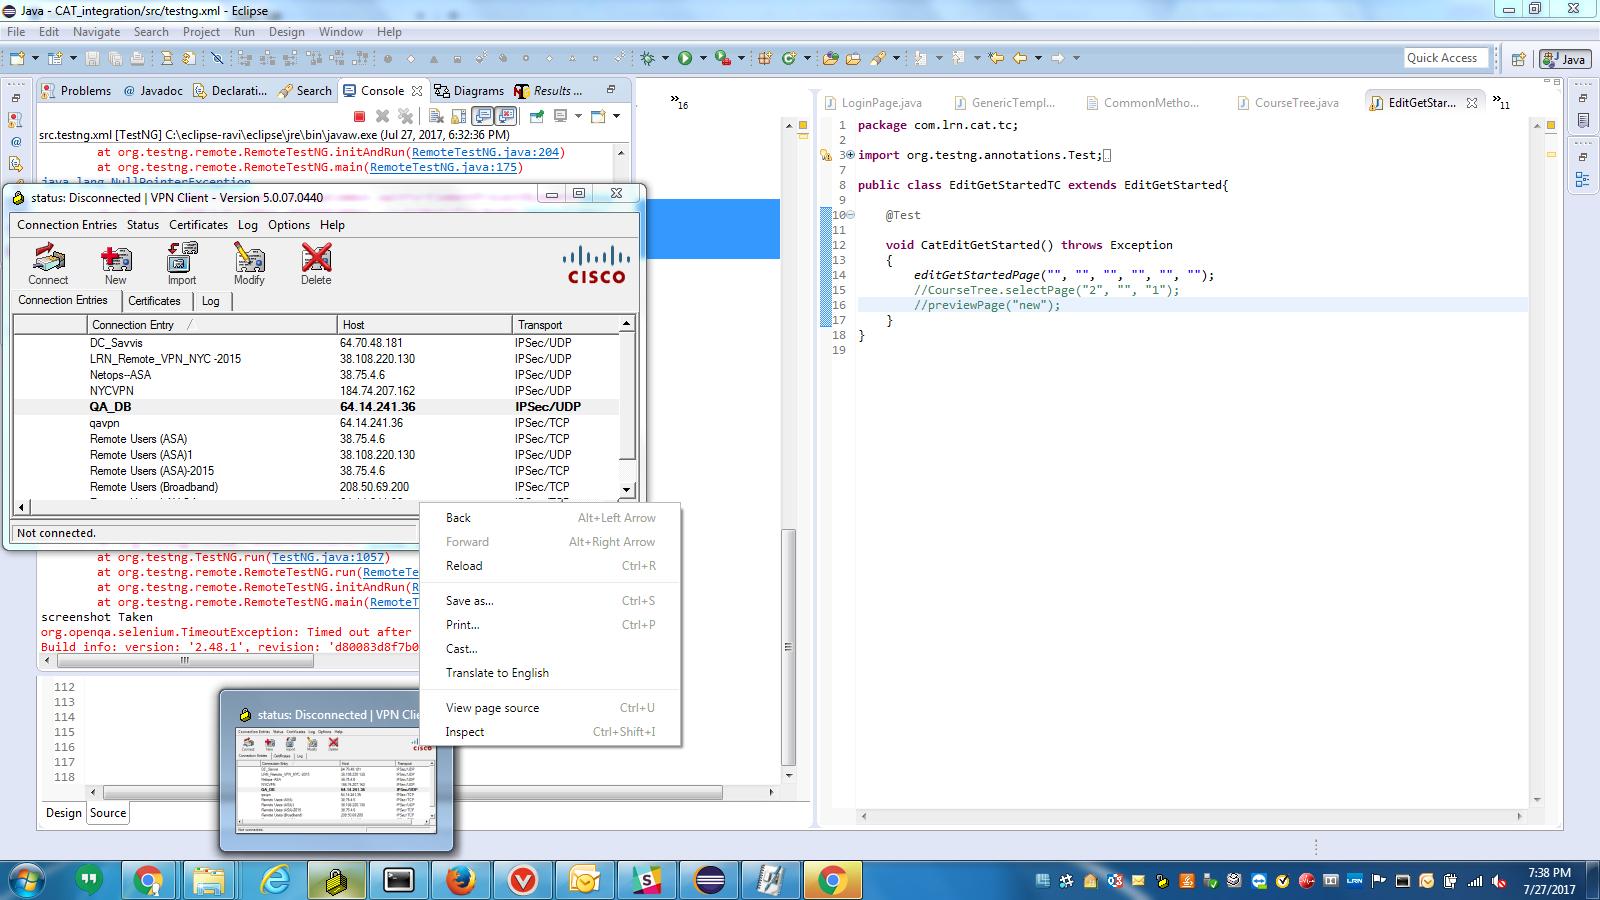 Java - CAT_integration/src/testng.xml - Eclipse
File Edit Navigate Search Project Run Design Window Help
Quick Access
Java
Problems @ Javadoc Declarati... Search Console Diagrams Results ...
src.testng.xml [TestNG] C:\eclipse-ravi\eclipse\jre\bin\javaw.exe (Jul 27, 2017, 6:32:36 PM)
at org.testng.remote.RemoteTestNG.initAndRun(RemoteTestNG.java:204)
at org.testng.remote.RemoteTestNG.main(RemoteTestNG.java:175)
java.lang.NullPointerException
status: Disconnected | VPN Client - Version 5.0.07.0440
Connection Entries Status Certificates Log Options Help
Connect New Import Modify Delete
CISCO
Connection Entries Certificates Log
Connection Entry Host Transport
DC_Savvis 64.70.48.181 IPSec/UDP
LRN_Remote_VPN_NYC -2015 38.108.220.130 IPSec/UDP
Netops--ASA 38.75.4.6 IPSec/UDP
NYCVPN 184.74.207.162 IPSec/UDP
QA_DB 64.14.241.36 IPSec/UDP
qavpn 64.14.241.36 IPSec/TCP
Remote Users (ASA) 38.75.4.6 IPSec/TCP
Remote Users (ASA)1 38.108.220.130 IPSec/UDP
Remote Users (ASA)-2015 38.75.4.6 IPSec/TCP
Remote Users (Broadband) 208.50.69.200 IPSec/TCP
Not connected.
at org.testng.TestNG.run(TestNG.java:1057)
at org.testng.remote.RemoteTestNG.run(RemoteTe
at org.testng.remote.RemoteTestNG.initAndRun(R
at org.testng.remote.RemoteTestNG.main(RemoteT
screenshot Taken
org.openqa.selenium.TimeoutException: Timed out after
Build info: version: '2.48.1', revision: 'd80083d8f7b0
112
113
114
115
116
117
118
Design Source
status: Disconnected | VPN Clie
CISCO
Back Alt+Left Arrow
Forward Alt+Right Arrow
Reload Ctrl+R
Save as... Ctrl+S
Print... Ctrl+P
Cast...
Translate to English
View page source Ctrl+U
Inspect Ctrl+Shift+I
16
LoginPage.java GenericTempl... CommonMetho... CourseTree.java EditGetStar... 11
1 package com.lrn.cat.tc;
2
3 import org.testng.annotations.Test;
7
8 public class EditGetStartedTC extends EditGetStarted{
9
10 @Test
11
12 void CatEditGetStarted() throws Exception
13 {
14 editGetStartedPage("", "", "", "", "", "");
15 //CourseTree.selectPage("2", "", "1");
16 //previewPage("new");
17 }
18 }
19
LRN
7:38 PM
7/27/2017